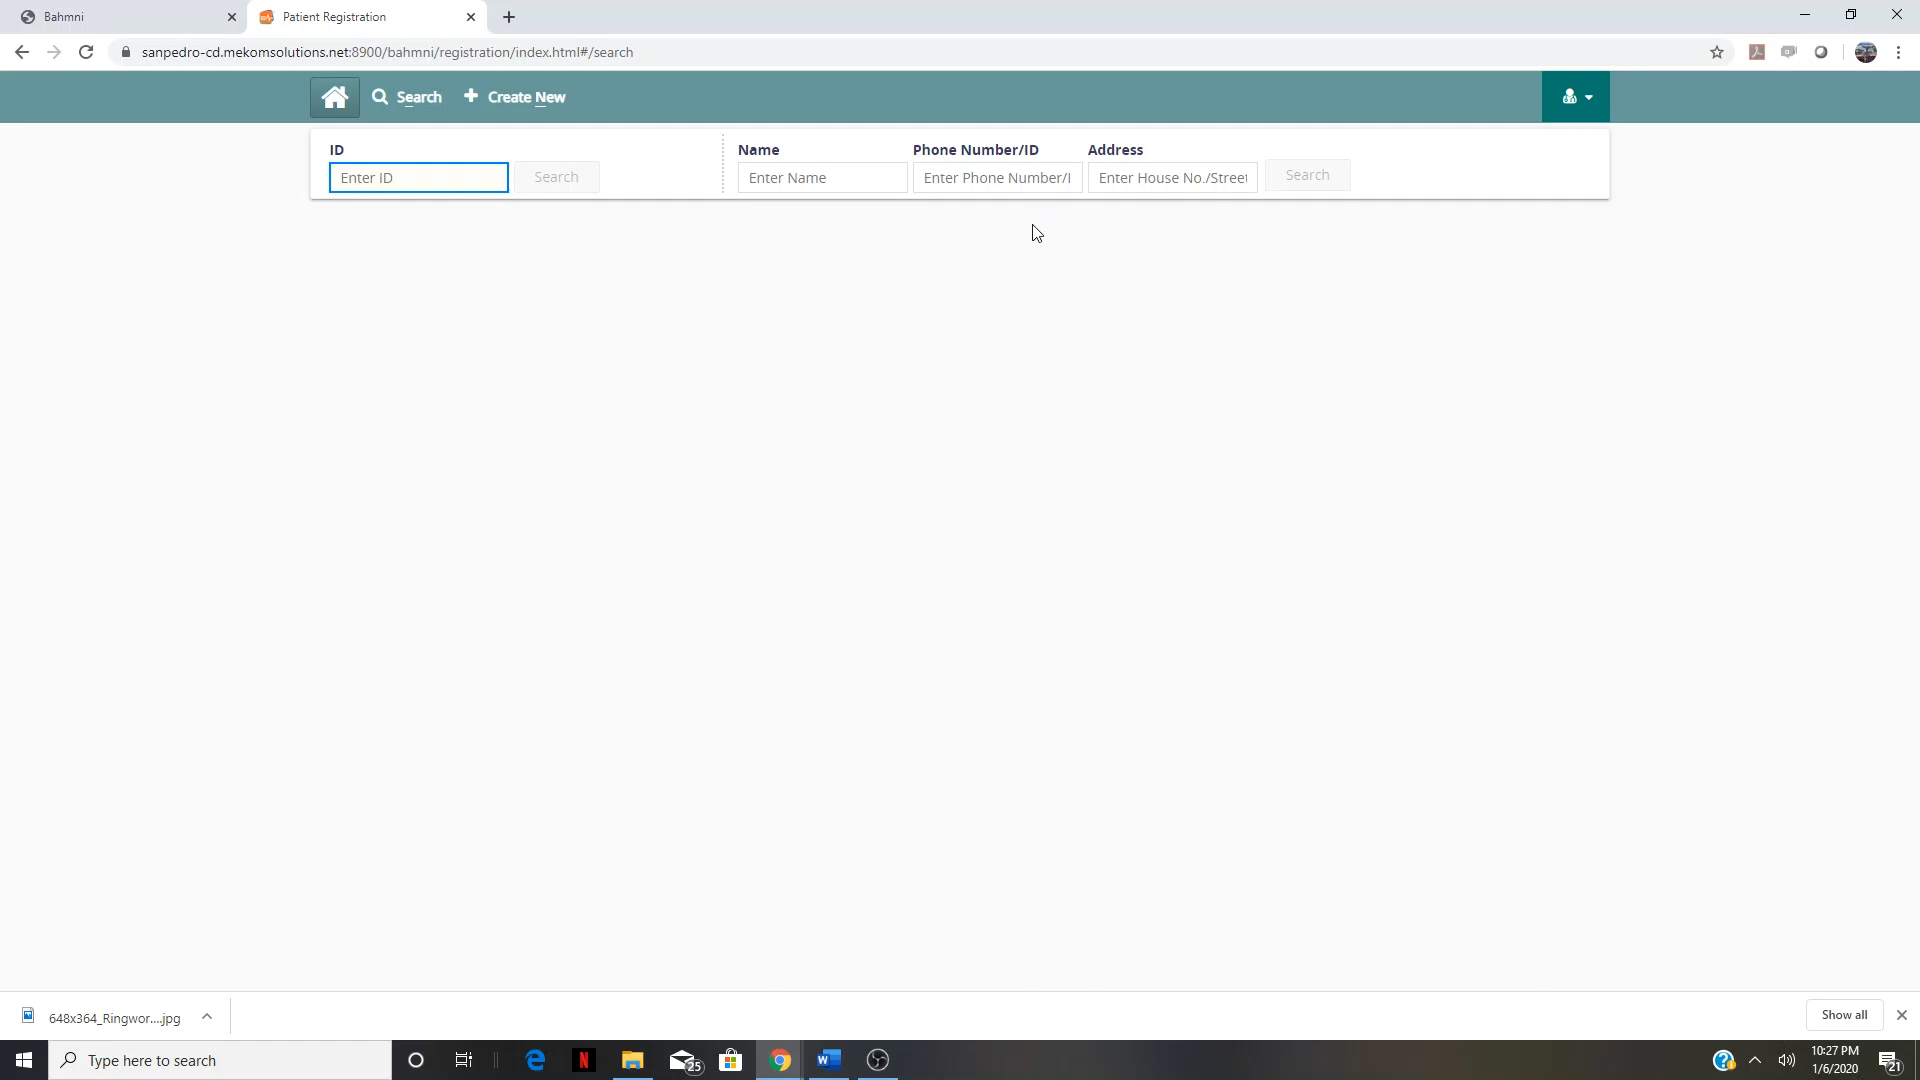 Bahmni
Patient Registration
sanpedro-cd.mekomsolutions.net:8900/bahmni/registration/index.html#/search
Search
Create New
ID
Name
Phone Number/ID
Address
Enter ID
Search
Enter Name
Enter Phone Number/I
Enter House No./Street
Search
648x364_Ringwor....jpg
Show all
Type here to search
25
10:27 PM
1/6/2020
21